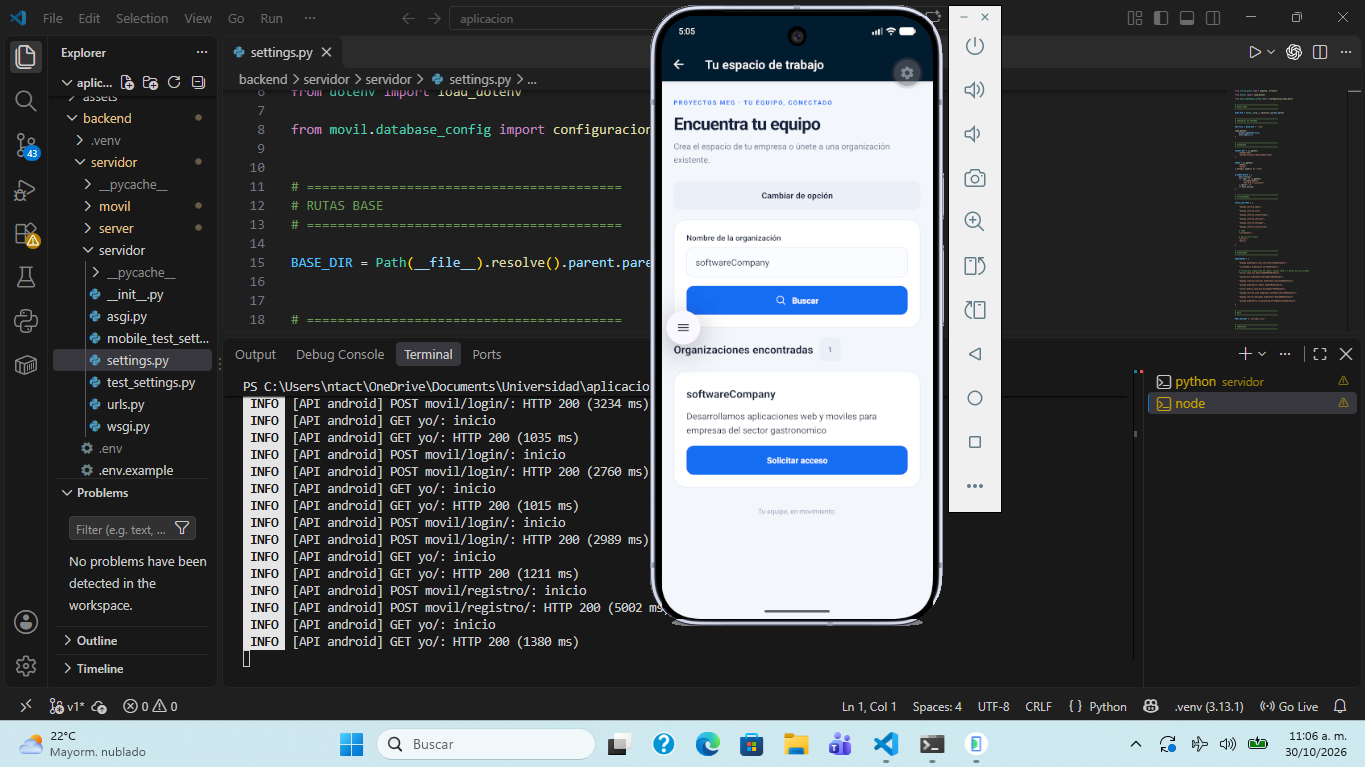 File Edit Selection View Go Run ···
aplicacion
Explorer
aplic...
assets
backend
.venv
servidor
__pycache__
movil
server
servidor
__pycache__
__init__.py
asgi.py
mobile_test_sett...
settings.py
test_settings.py
urls.py
wsgi.py
.env
.env.example
Problems
Filter (e.g. text, ...
No problems have been
detected in the
workspace.
Outline
Timeline
43
settings.py
backend > servidor > servidor > settings.py > ...
6 from dotenv import load_dotenv
7
8 from movil.database_config import configuracion
9
10
11 # ========================================
12 # RUTAS BASE
13 # ========================================
14
15 BASE_DIR = Path(__file__).resolve().parent.pare
16
17
18 # ========================================
Output Debug Console Terminal Ports
PS C:\Users\ntact\OneDrive\Documents\Universidad\aplicacio
INFO [API android] POST movil/login/: HTTP 200 (3234 ms)
INFO [API android] GET yo/: inicio
INFO [API android] GET yo/: HTTP 200 (1035 ms)
INFO [API android] POST movil/login/: inicio
INFO [API android] POST movil/login/: HTTP 200 (2760 ms)
INFO [API android] GET yo/: inicio
INFO [API android] GET yo/: HTTP 200 (1015 ms)
INFO [API android] POST movil/login/: inicio
INFO [API android] POST movil/login/: HTTP 200 (2989 ms)
INFO [API android] GET yo/: inicio
INFO [API android] GET yo/: HTTP 200 (1211 ms)
INFO [API android] POST movil/registro/: inicio
INFO [API android] POST movil/registro/: HTTP 200 (5002 ms
INFO [API android] GET yo/: inicio
INFO [API android] GET yo/: HTTP 200 (1380 ms)
python servidor
node
5:05
Tu espacio de trabajo
PROYECTOS MEG · TU EQUIPO, CONECTADO
Encuentra tu equipo
Crea el espacio de tu empresa o únete a una organización
existente.
Cambiar de opción
Nombre de la organización
softwareCompany
Buscar
Organizaciones encontradas 1
softwareCompany
Desarrollamos aplicaciones web y moviles para
empresas del sector gastronomico
Solicitar acceso
Tu equipo, en movimiento.
v1* 0 0
Ln 1, Col 1 Spaces: 4 UTF-8 CRLF { } Python .venv (3.13.1) Go Live
22°C
Mayorm. nublado
Buscar
11:06 a. m.
30/10/2026